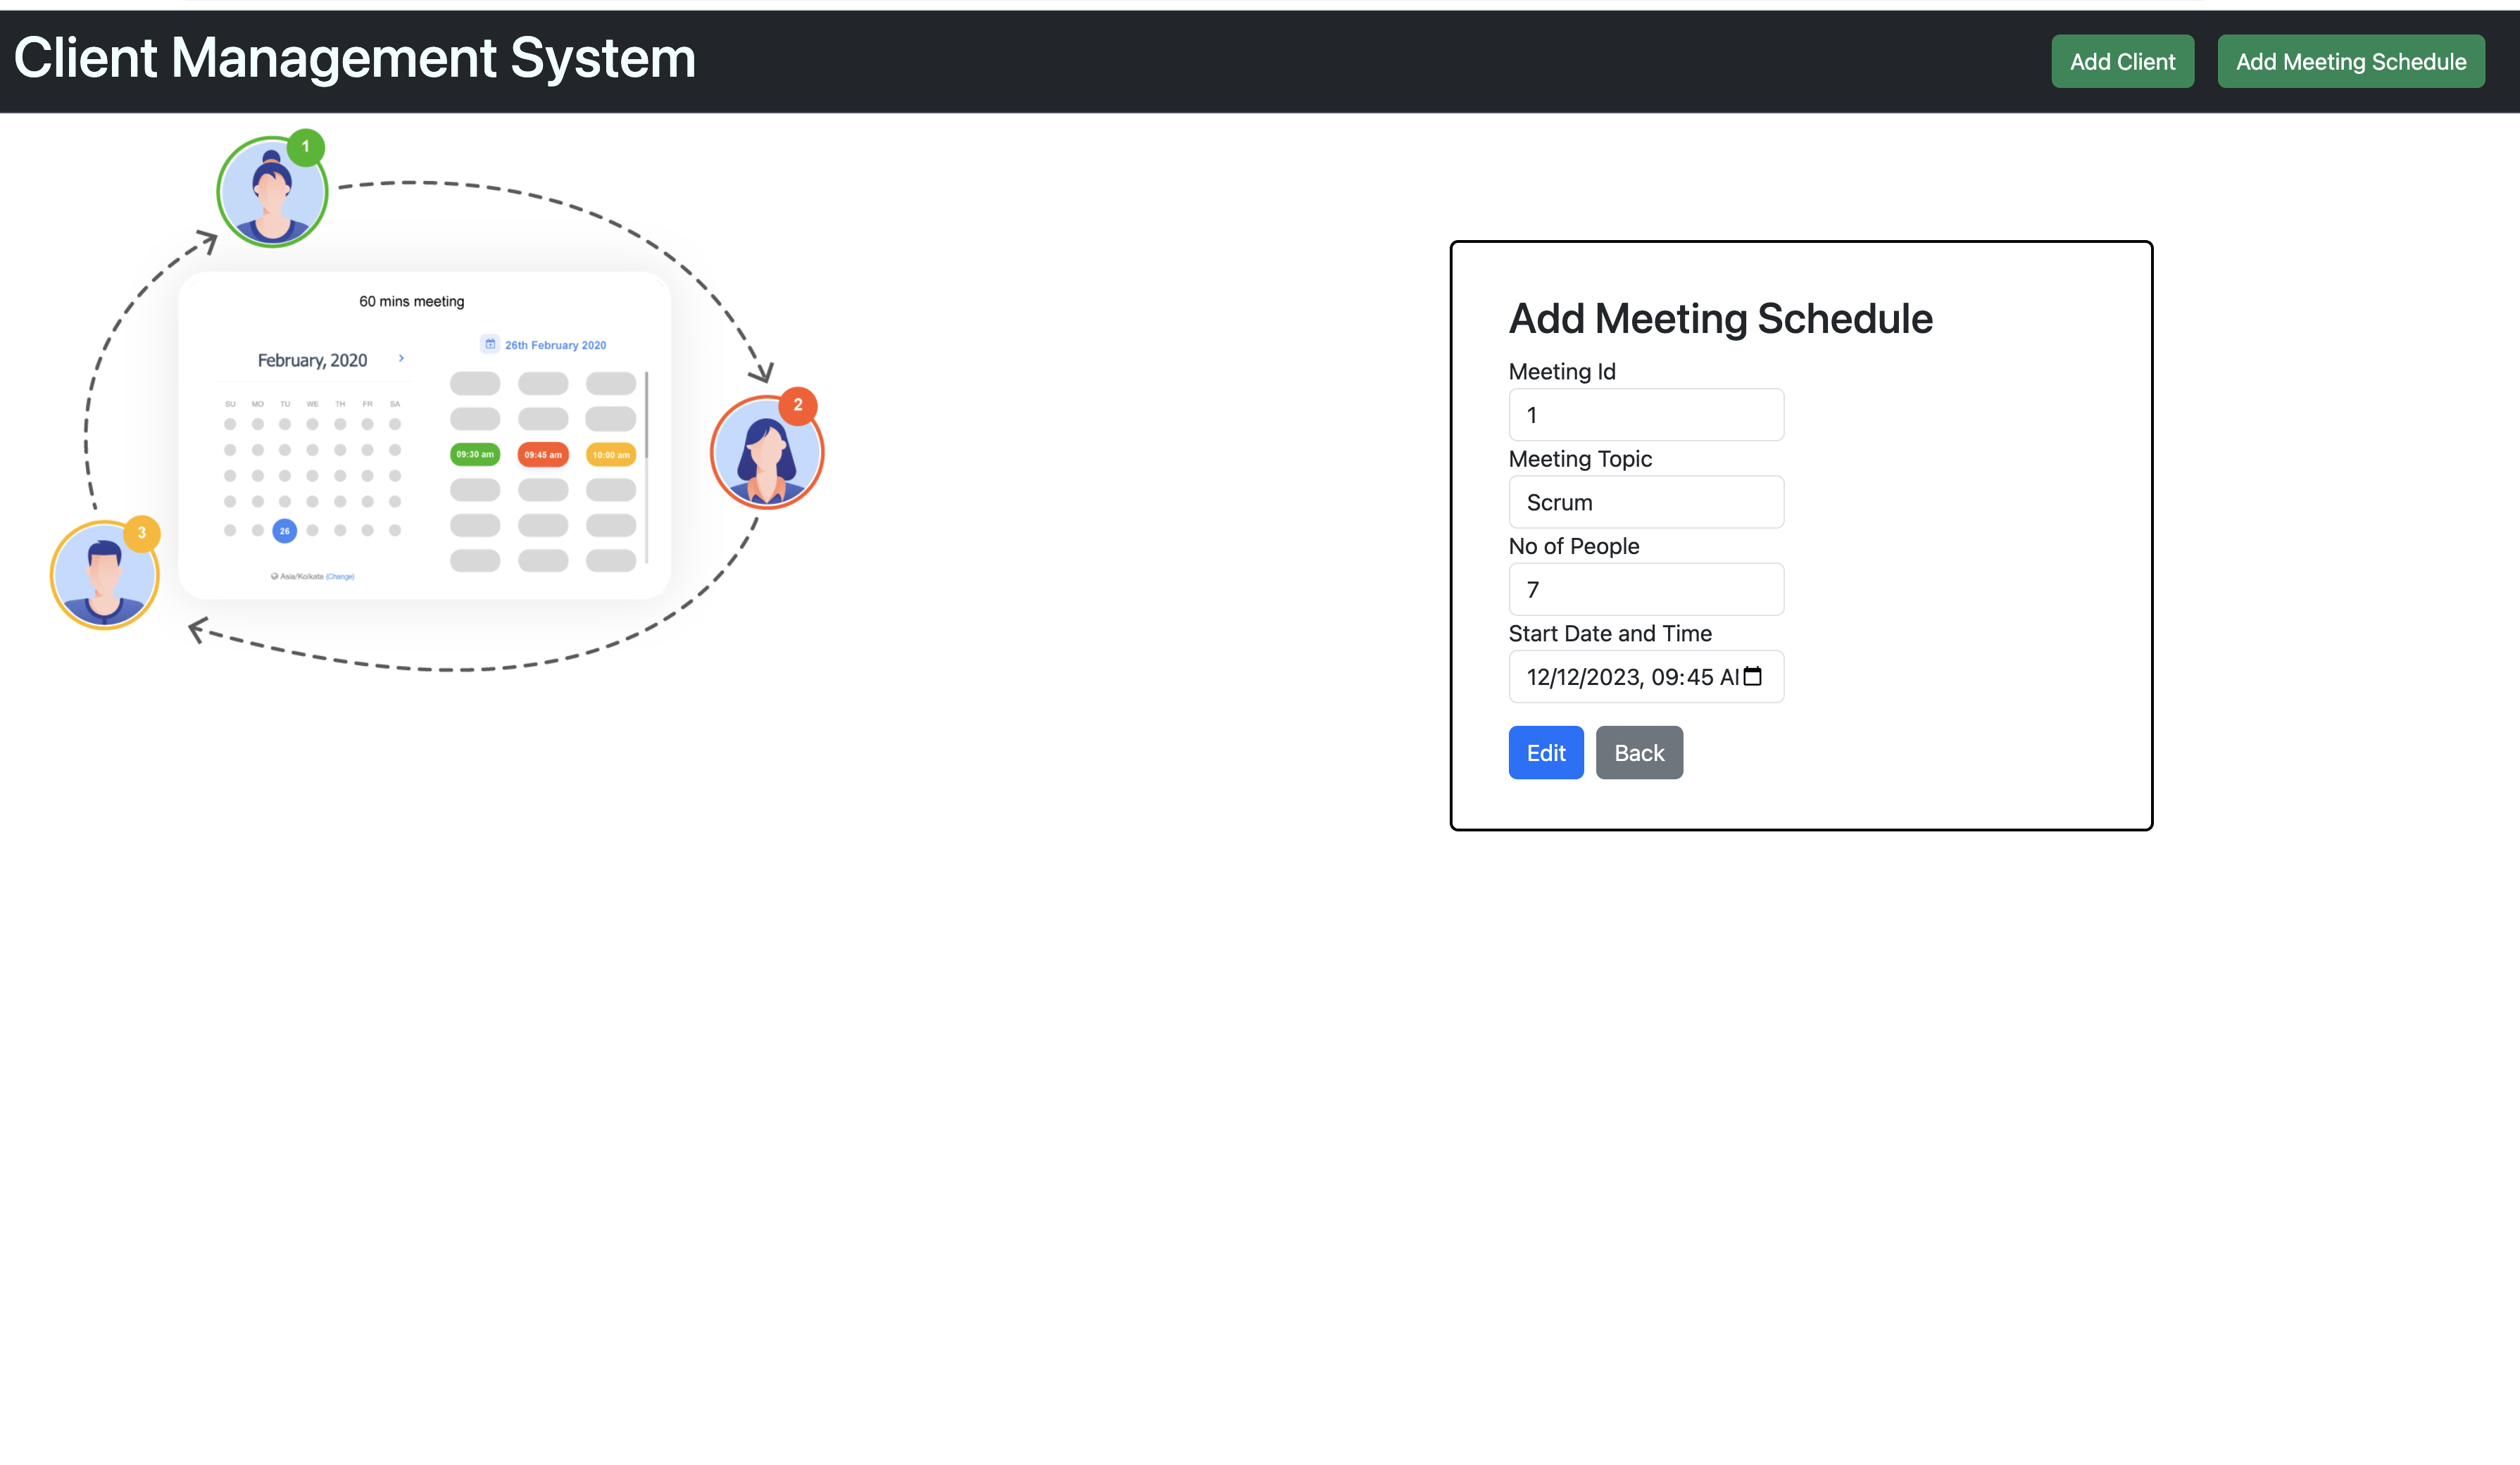 Client Management System
Add Client
Add Meeting Schedule
1
60 mins meeting
February, 2020
26th February 2020
SU MO TU WE TH FR SA
09:30 am 09:45 am 10:00 am
26
Asia/Kolkata (Change)
2
3
Add Meeting Schedule
Meeting Id
1
Meeting Topic
Scrum
No of People
7
Start Date and Time
12/12/2023, 09:45 A
Edit
Back